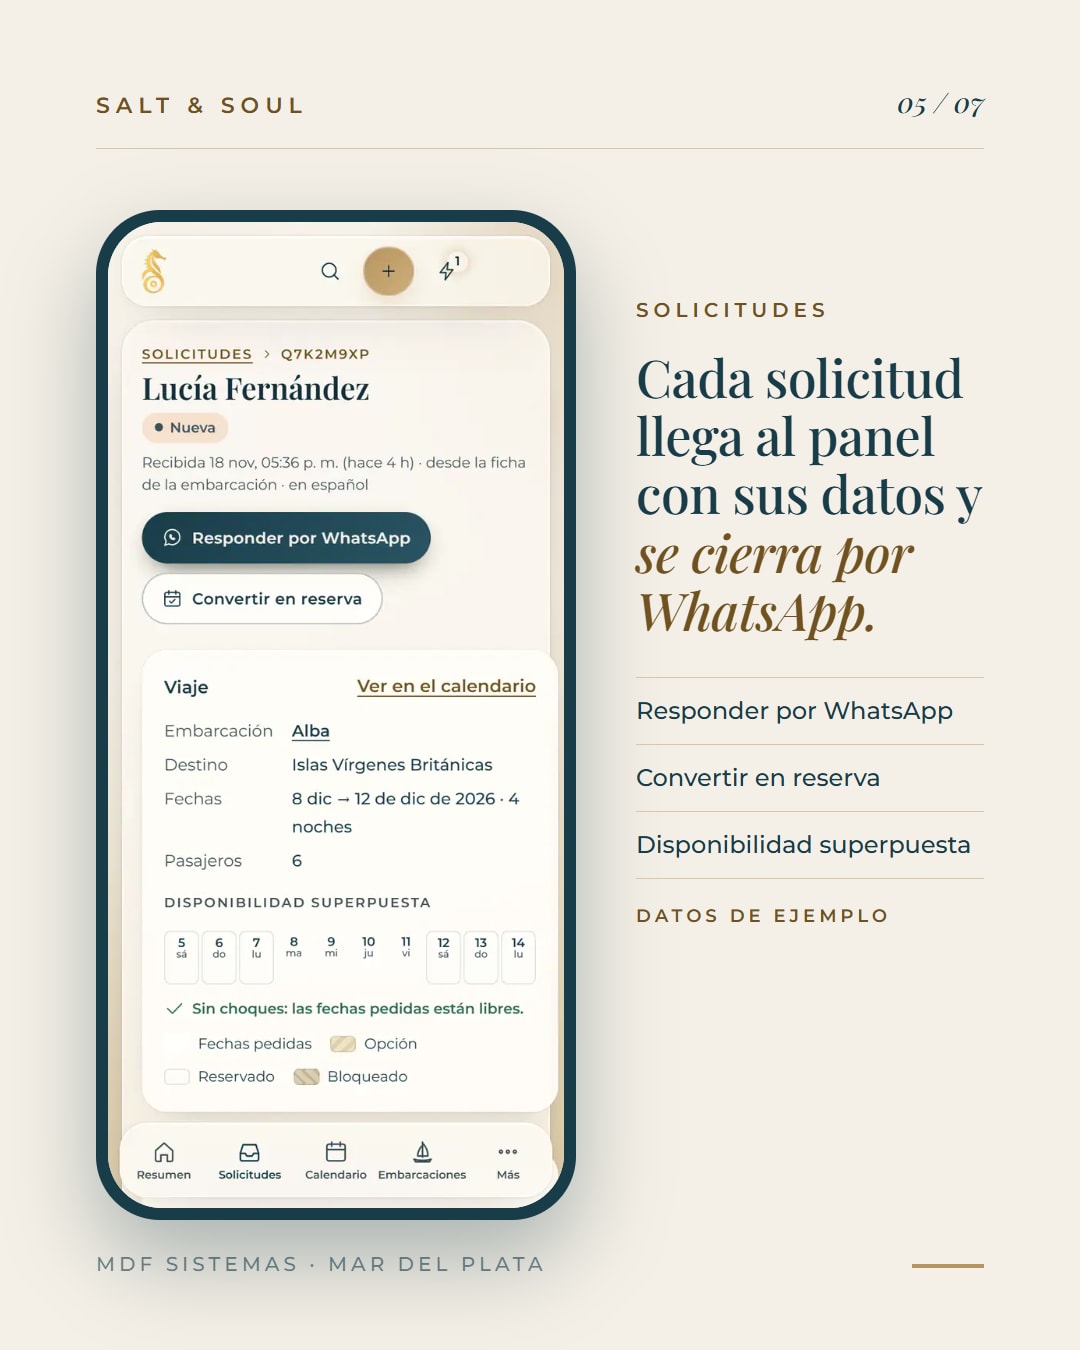 SALT & SOUL
05 / 07
1
SOLICITUDES > Q7K2M9XP
Lucía Fernández
Nueva
Recibida 18 nov, 05:36 p. m. (hace 4 h) · desde la ficha
de la embarcación · en español
Responder por WhatsApp
Convertir en reserva
Viaje
Ver en el calendario
Embarcación Alba
Destino Islas Vírgenes Británicas
Fechas 8 dic → 12 de dic de 2026 · 4
noches
Pasajeros 6
DISPONIBILIDAD SUPERPUESTA
5 6 7 8 9 10 11 12 13 14
sá do lu ma mi ju vi sá do lu
Sin choques: las fechas pedidas están libres.
Fechas pedidas Opción
Reservado Bloqueado
Resumen Solicitudes Calendario Embarcaciones Más
SOLICITUDES
Cada solicitud
llega al panel
con sus datos y
se cierra por
WhatsApp.
Responder por WhatsApp
Convertir en reserva
Disponibilidad superpuesta
DATOS DE EJEMPLO
MDF SISTEMAS · MAR DEL PLATA